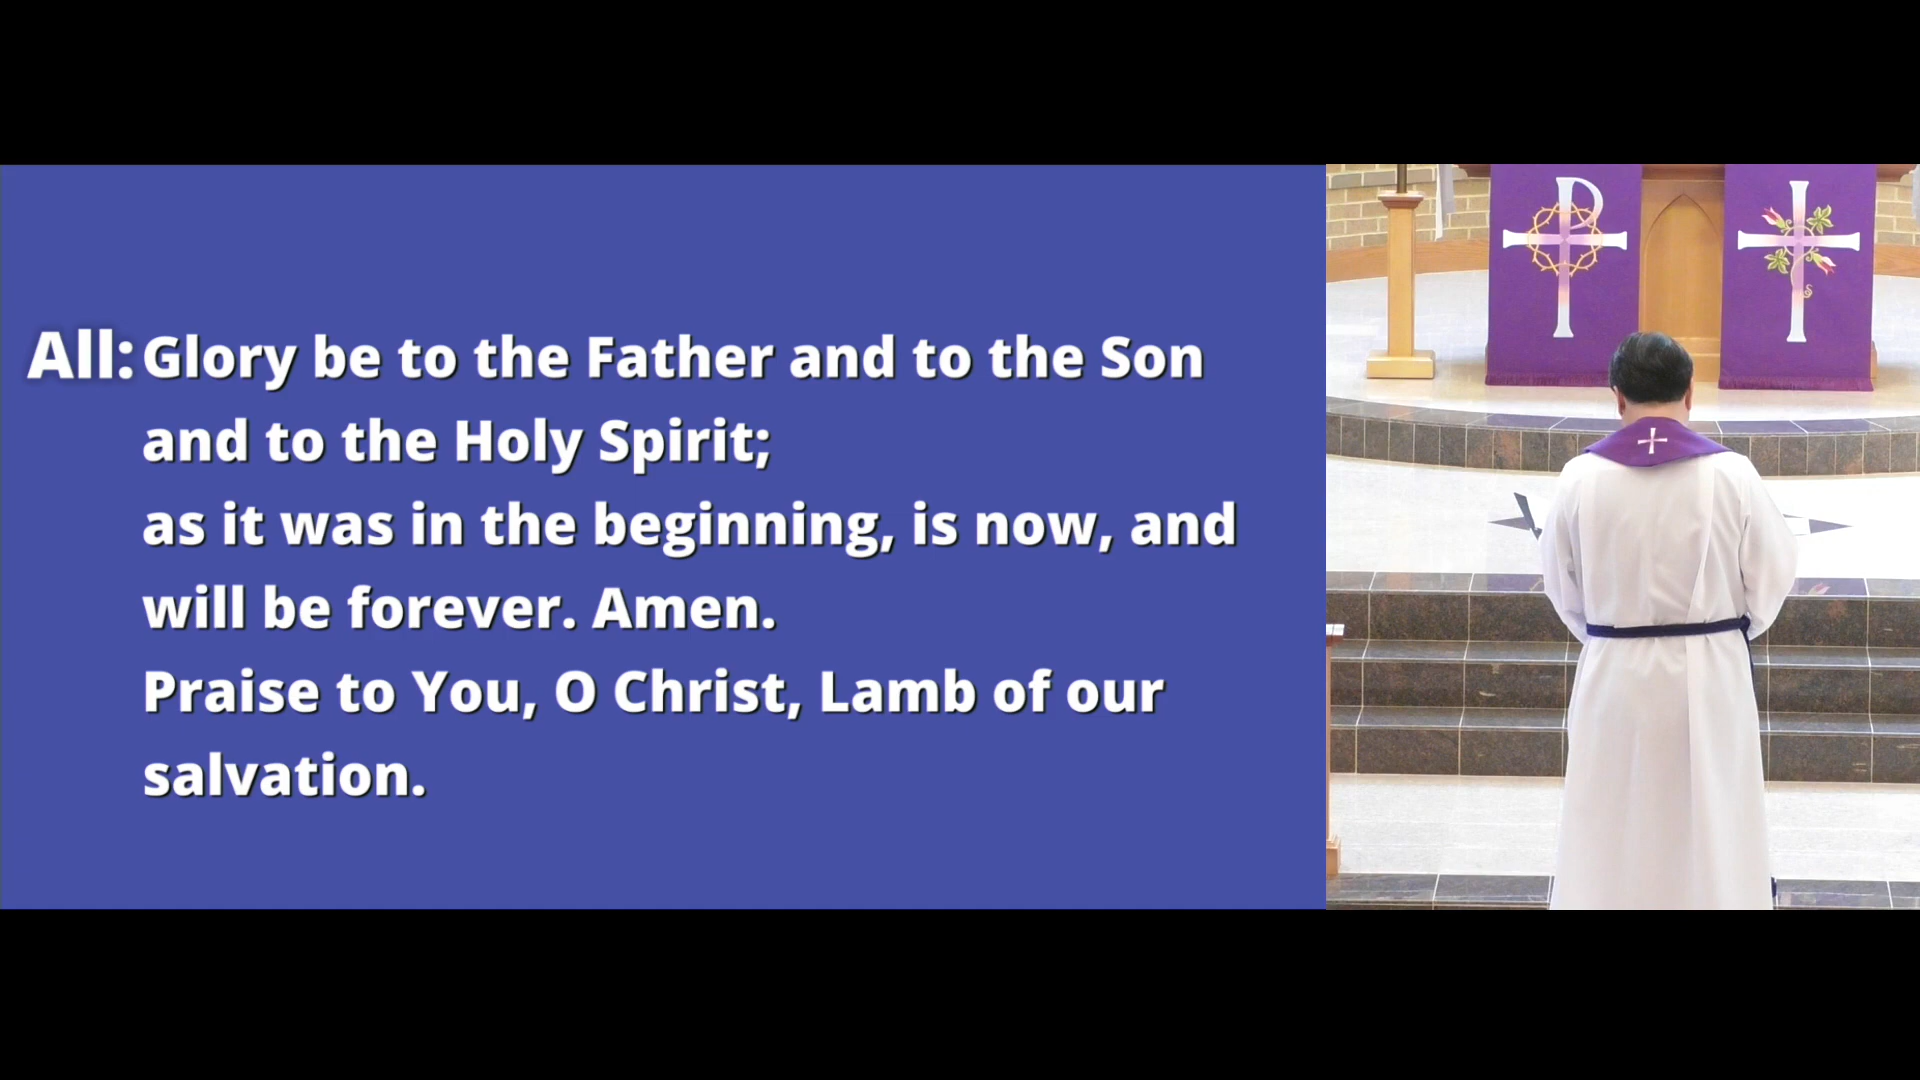 All: Glory be to the Father and to the Son
and to the Holy Spirit;
as it was in the beginning, is now, and
will be forever. Amen.
Praise to You, O Christ, Lamb of our
salvation.